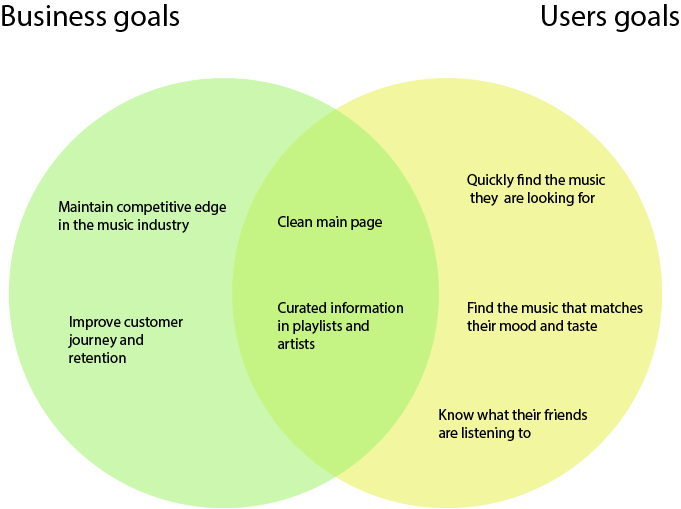 Business goals
Users goals
Maintain competitive edge
in the music industry
Improve customer
journey and
retention
Clean main page
Curated information
in playlists and
artists
Quickly find the music
they are looking for
Find the music that matches
their mood and taste
Know what their friends
are listening to